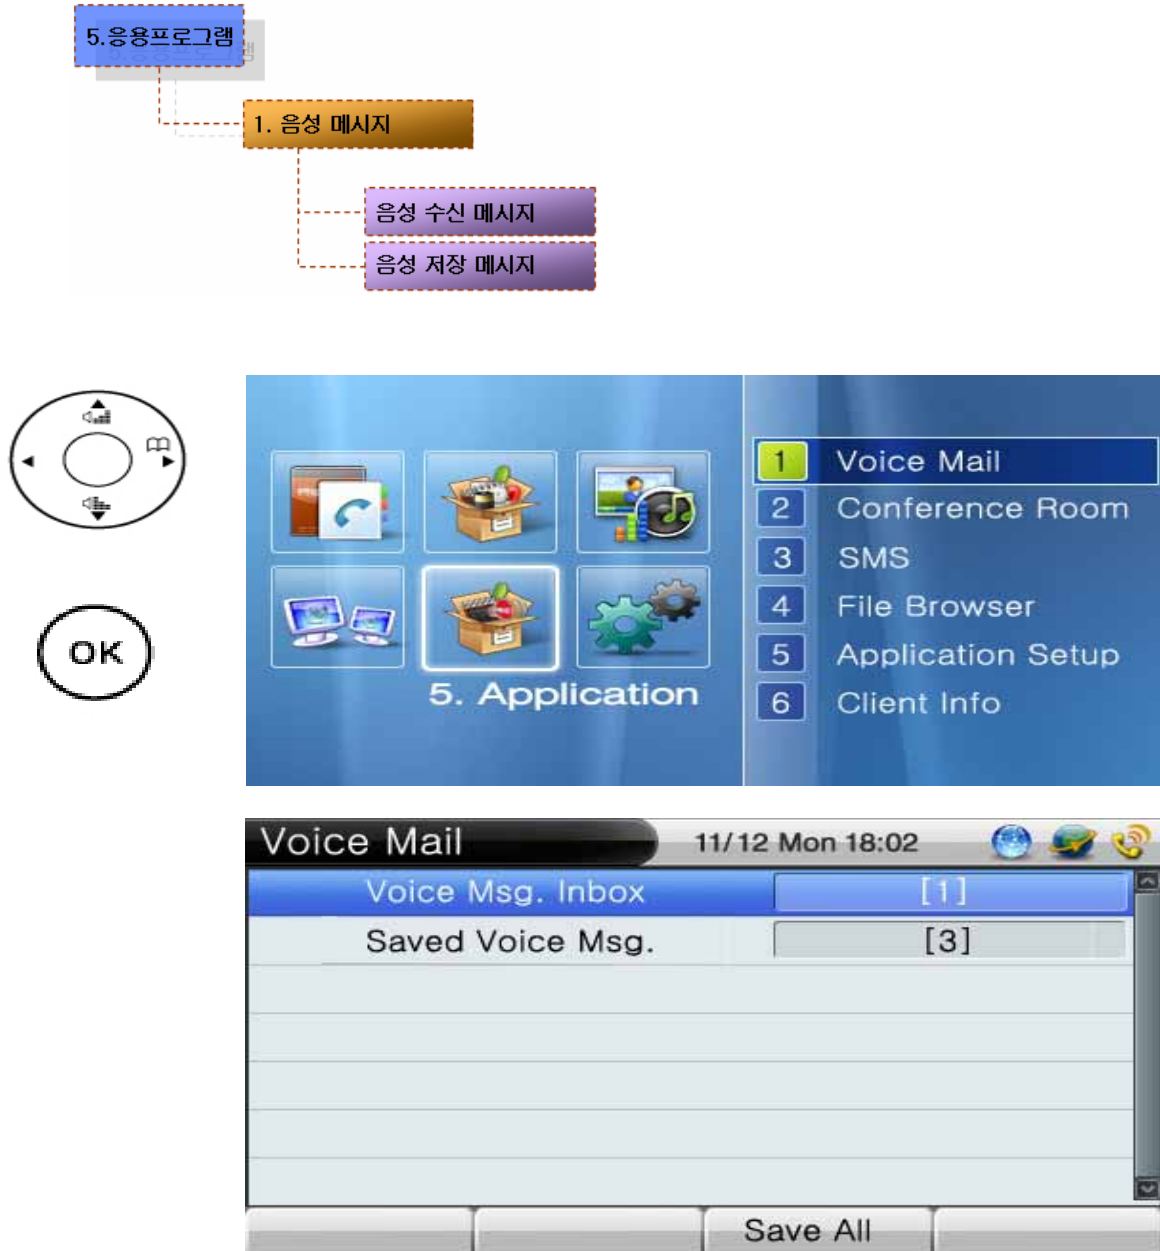 5.응용프로그램
1. 음성 메시지
음성 수신 메시지
음성 저장 메시지
OK
5. Application
1 Voice Mail
2 Conference Room
3 SMS
4 File Browser
5 Application Setup
6 Client Info
Voice Mail 11/12 Mon 18:02
Voice Msg. Inbox [1]
Saved Voice Msg. [3]
Save All